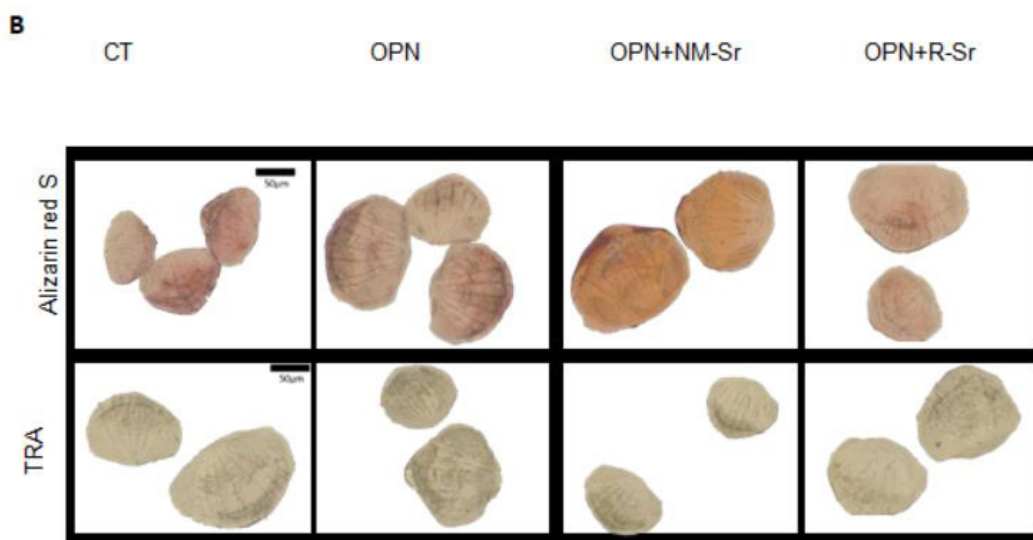 B
CT OPN OPN+NM-Sr OPN+R-Sr
Alizarin red S
50µm
TRA
50µm